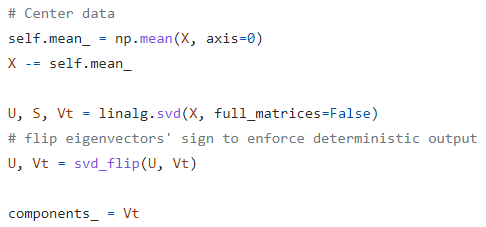 # Center data
self.mean_ = np.mean(X, axis=0)
X -= self.mean_
U, S, Vt = linalg.svd(X, full_matrices=False)
# flip eigenvectors' sign to enforce deterministic output
U, Vt = svd_flip(U, Vt)
components_ = Vt